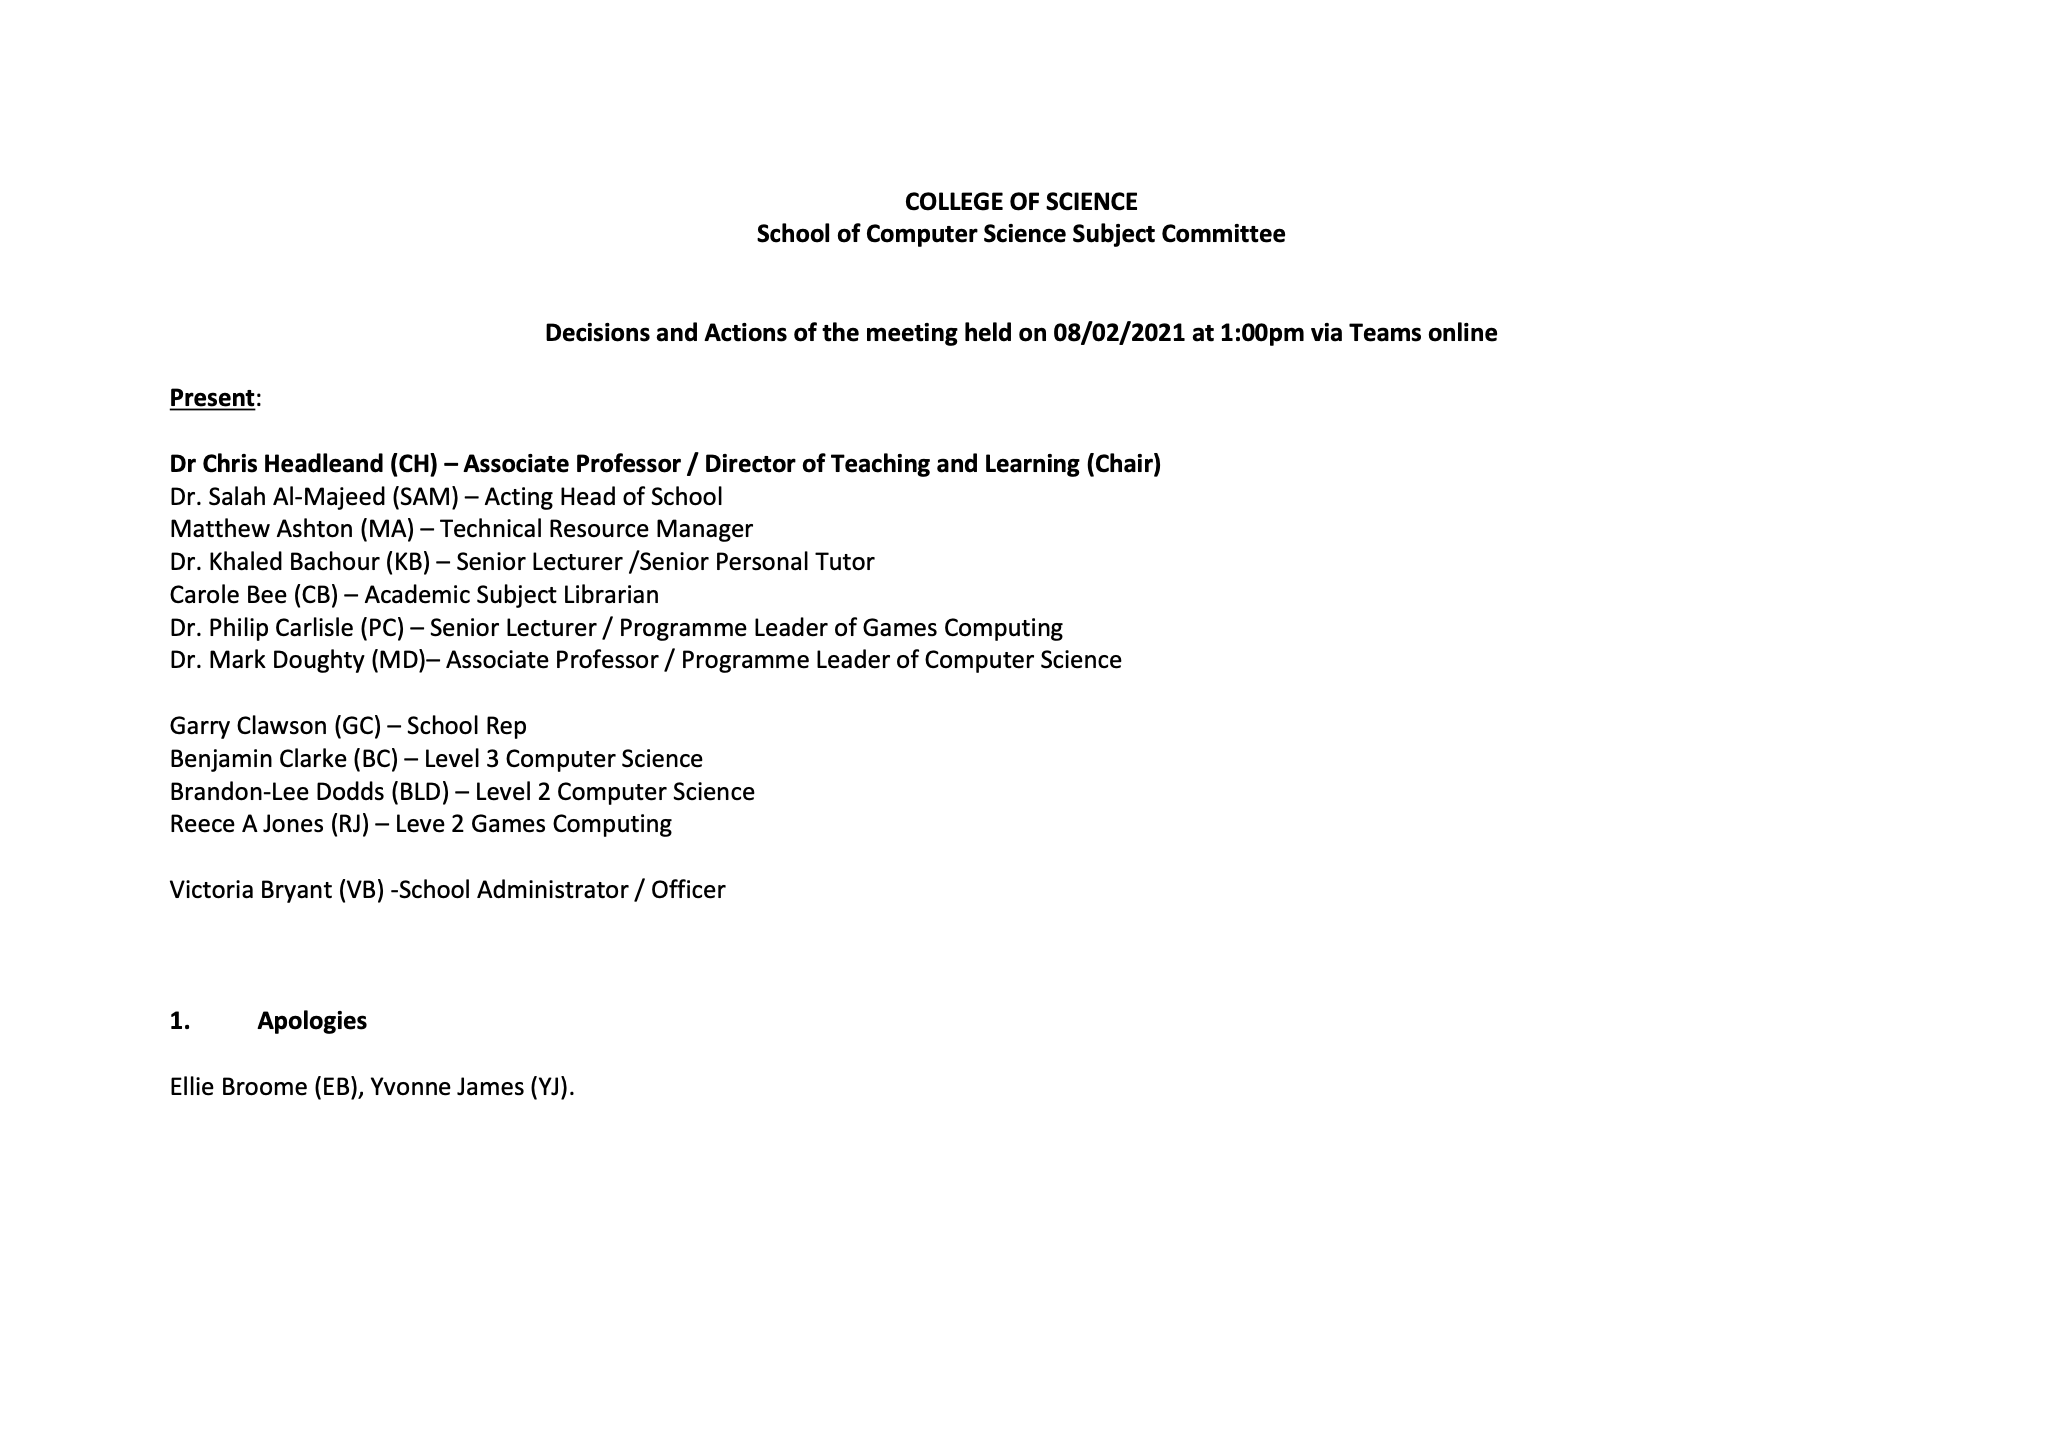 COLLEGE OF SCIENCE
School of Computer Science Subject Committee
Decisions and Actions of the meeting held on 08/02/2021 at 1:00pm via Teams online
Present:
Dr Chris Headleand (CH) – Associate Professor / Director of Teaching and Learning (Chair)
Dr. Salah Al-Majeed (SAM) – Acting Head of School
Matthew Ashton (MA) – Technical Resource Manager
Dr. Khaled Bachour (KB) – Senior Lecturer /Senior Personal Tutor
Carole Bee (CB) – Academic Subject Librarian
Dr. Philip Carlisle (PC) – Senior Lecturer / Programme Leader of Games Computing
Dr. Mark Doughty (MD)– Associate Professor / Programme Leader of Computer Science
Garry Clawson (GC) – School Rep
Benjamin Clarke (BC) – Level 3 Computer Science
Brandon-Lee Dodds (BLD) – Level 2 Computer Science
Reece A Jones (RJ) – Leve 2 Games Computing
Victoria Bryant (VB) -School Administrator / Officer
1. Apologies
Ellie Broome (EB), Yvonne James (YJ).